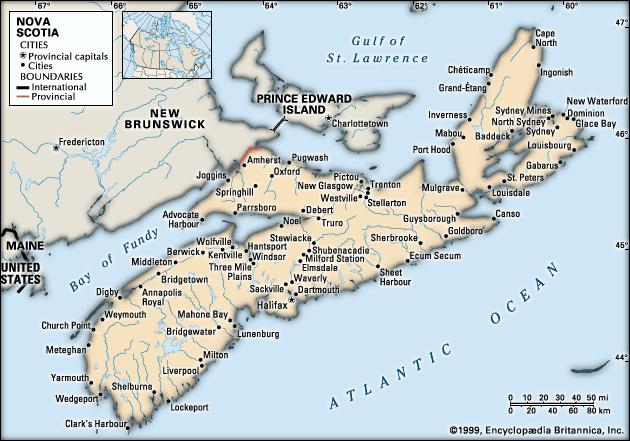 67° 66° 65° 64° 63° 62° 61° 60° 47°
NOVA
SCOTIA
CITIES
Provincial capitals
Cities
BOUNDARIES
International
Provincial
Gulf of
St. Lawrence
Cape
North
Chéticamp
Ingonish
Grand-Étang
PRINCE EDWARD
ISLAND
Charlottetown
NEW
BRUNSWICK
Fredericton
Inverness
Sydney Mines
New Waterford
North Sydney
Dominion
Glace Bay
Mabou
Baddeck
Sydney
Port Hood
Louisbourg
46°
Gabarus
Amherst
Pugwash
Joggins
Oxford
Springhill
Pictou
New Glasgow
Trenton
Westville
Stellarton
Mulgrave
St. Peters
Louisdale
Advocate
Harbour
Parrsboro
Debert
Truro
Noel
Guysborough
Canso
Goldboro
MAINE
UNITED
STATES
Bay of Fundy
Wolfville
Hantsport
Stewiacke
Sherbrooke
45°
Berwick
Kentville
Windsor
Shubenacadie
Milford Station
Ecum Secum
Middleton
Three Mile
Plains
Elmsdale
Sheet
Harbour
Bridgetown
Waverly
Sackville
Dartmouth
Halifax
Digby
Annapolis
Royal
Weymouth
Mahone Bay
Church Point
Bridgewater
Lunenburg
Meteghan
Milton
Liverpool
44°
Yarmouth
Shelburne
Wedgeport
Lockeport
Clark's Harbour
ATLANTIC OCEAN
0 10 20 30 40 50 mi
0 20 40 60 80 km
©1999, Encyclopædia Britannica, Inc.